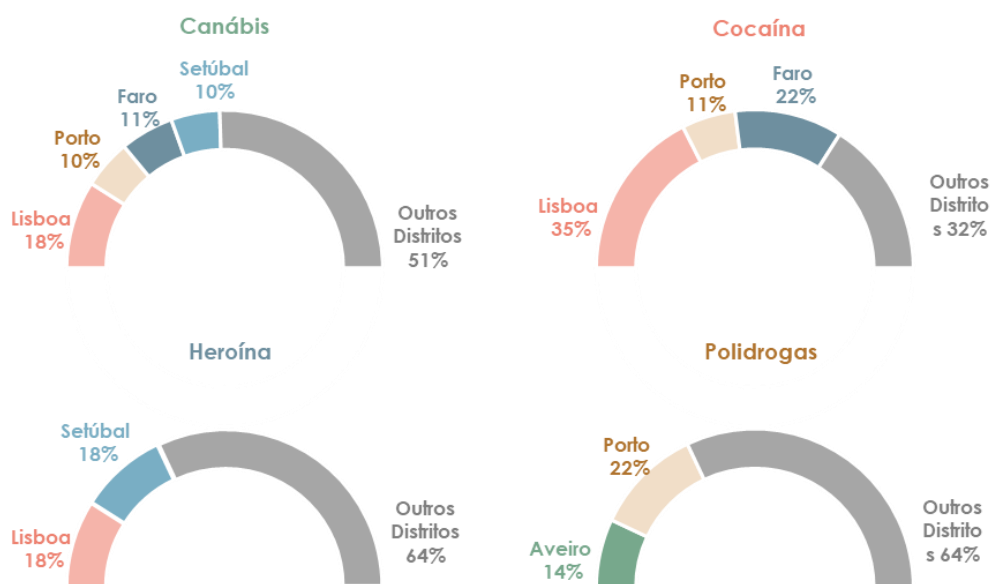 Canábis
Setúbal
10%
Faro
11%
Porto
10%
Lisboa
18%
Outros
Distritos
51%
Cocaína
Porto
11%
Faro
22%
Lisboa
35%
Outros
Distrito
s 32%
Heroína
Setúbal
18%
Lisboa
18%
Outros
Distritos
64%
Polidrogas
Porto
22%
Aveiro
14%
Outros
Distrito
s 64%